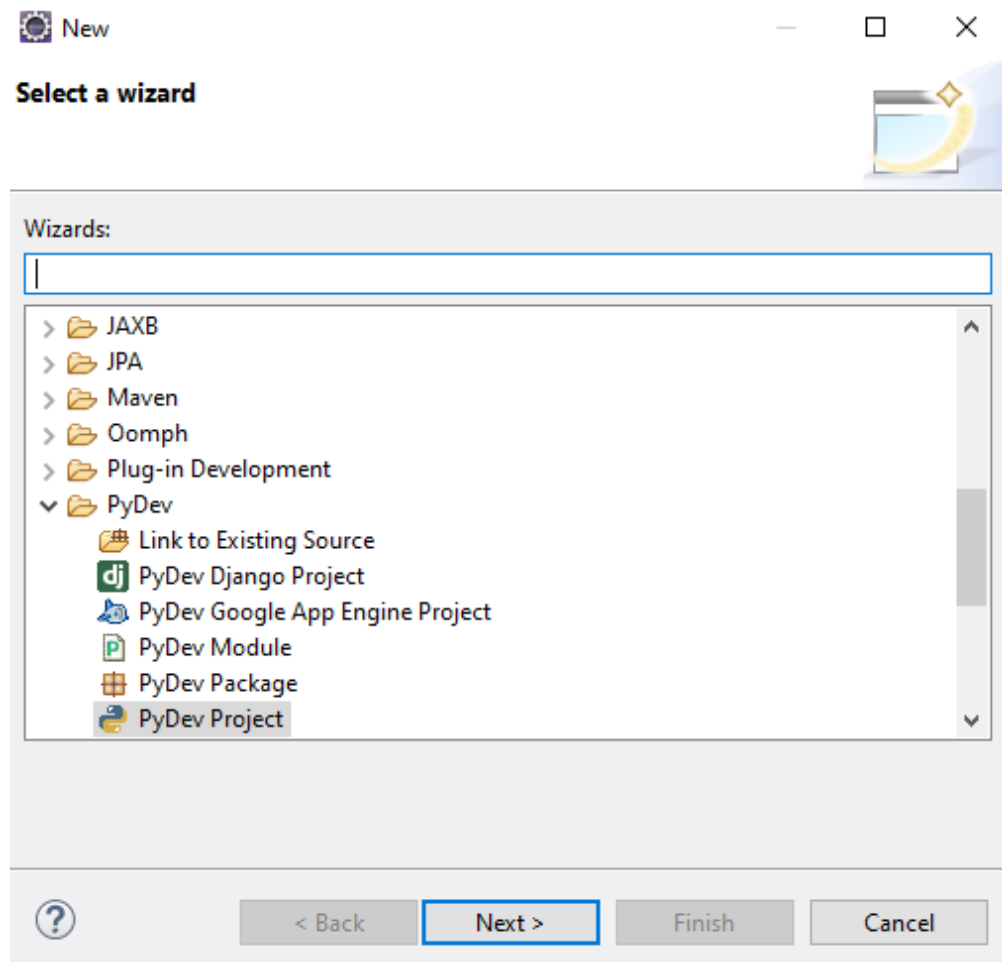 New
Select a wizard
Wizards:
JAXB
JPA
Maven
Oomph
Plug-in Development
PyDev
Link to Existing Source
dj PyDev Django Project
PyDev Google App Engine Project
P PyDev Module
PyDev Package
PyDev Project
? < Back Next > Finish Cancel